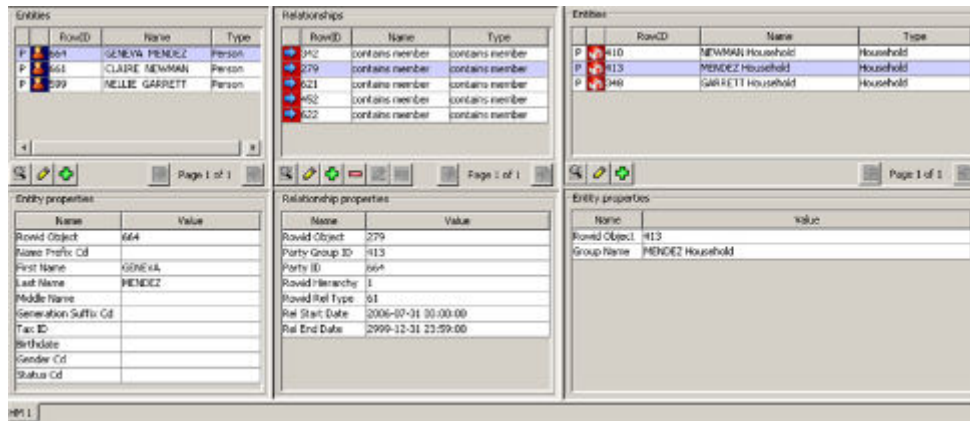 Entities
RowID Name Type
P 664 GENEVA MENDEZ Person
P 661 CLAIRE NEWMAN Person
P 599 NELLIE GARRETT Person
Page 1 of 1
Relationships
RowID Name Type
342 contains member contains member
279 contains member contains member
621 contains member contains member
452 contains member contains member
622 contains member contains member
Page 1 of 1
Entities
RowID Name Type
P 410 NEWMAN Household Household
P 413 MENDEZ Household Household
P 348 GARRETT Household Household
Page 1 of 1
Entity properties
Name Value
Rowid Object 664
Name Prefix Cd
First Name GENEVA
Last Name MENDEZ
Middle Name
Generation Suffix Cd
Tax ID
Birthdate
Gender Cd
Status Cd
Relationship properties
Name Value
Rowid Object 279
Party Group ID 413
Party ID 664
Rowid Hierarchy 1
Rowid Rel Type 61
Rel Start Date 2006-07-31 00:00:00
Rel End Date 2999-12-31 23:59:00
Entity properties
Name Value
Rowid Object 413
Group Name MENDEZ Household
HM 1